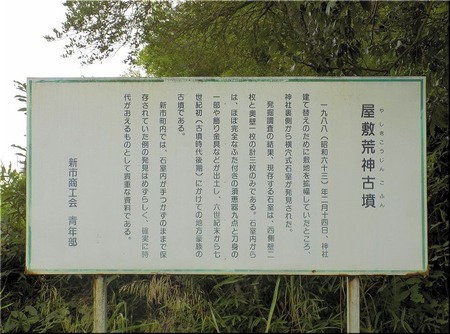 屋敷荒神古墳
やしきこうじんこふん
一九八八(昭和六十三)年二月十四日、神社
建て替えのために敷地を拡幅していたところ、
神社裏側から横穴式石室が発見された。
発掘調査の結果、現存する石室は、西側壁二
枚と奥壁一枚の計三枚のみである。石室内から
は、ほぼ完全なふた付きの須恵器九点と刀身の
一部や飾り金具などが出土し、六世紀末から七
世紀初(古墳時代後期)にかけての地方豪族の
古墳である。
新市町内では、石室内が手つかずのままで保
存されていた例の発見はめずらしく、確実に時
代がおえるものとして貴重な資料である。
新市商工会 青年部